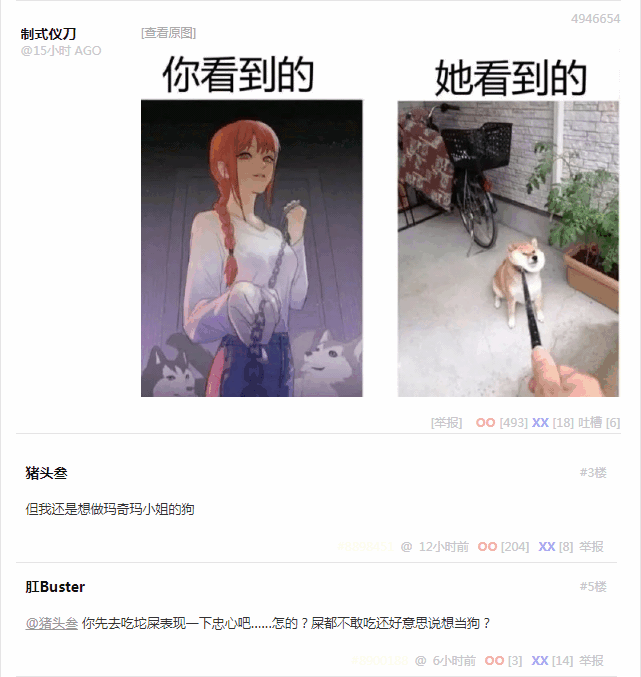 4946654
制式仪刀
[查看原图]
@15小时 AGO
你看到的
她看到的
[举报] OO [493] XX [18] 吐槽 [6]
猪头叁
#3楼
但我还是想做玛奇玛小姐的狗
@ 12小时前 OO [204] XX [8] 举报
肛Buster
#5楼
@猪头叁 你先去吃坨屎表现一下忠心吧......怎的？屎都不敢吃还好意思说想当狗？
@ 6小时前 OO [3] XX [14] 举报